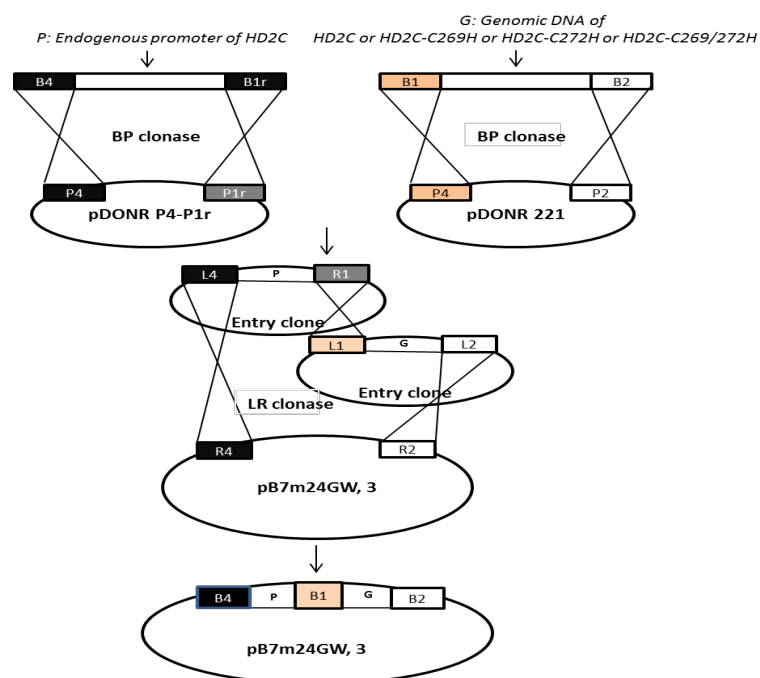 P: Endogenous promoter of HD2C
G: Genomic DNA of
HD2C or HD2C-C269H or HD2C-C272H or HD2C-C269/272H
B4 B1r
B1 B2
BP clonase
BP clonase
P4 P1r
pDONR P4-P1r
P4 P2
pDONR 221
L4 P R1
Entry clone
L1 G L2
Entry clone
LR clonase
R4 R2
pB7m24GW, 3
B4 P B1 G B2
pB7m24GW, 3